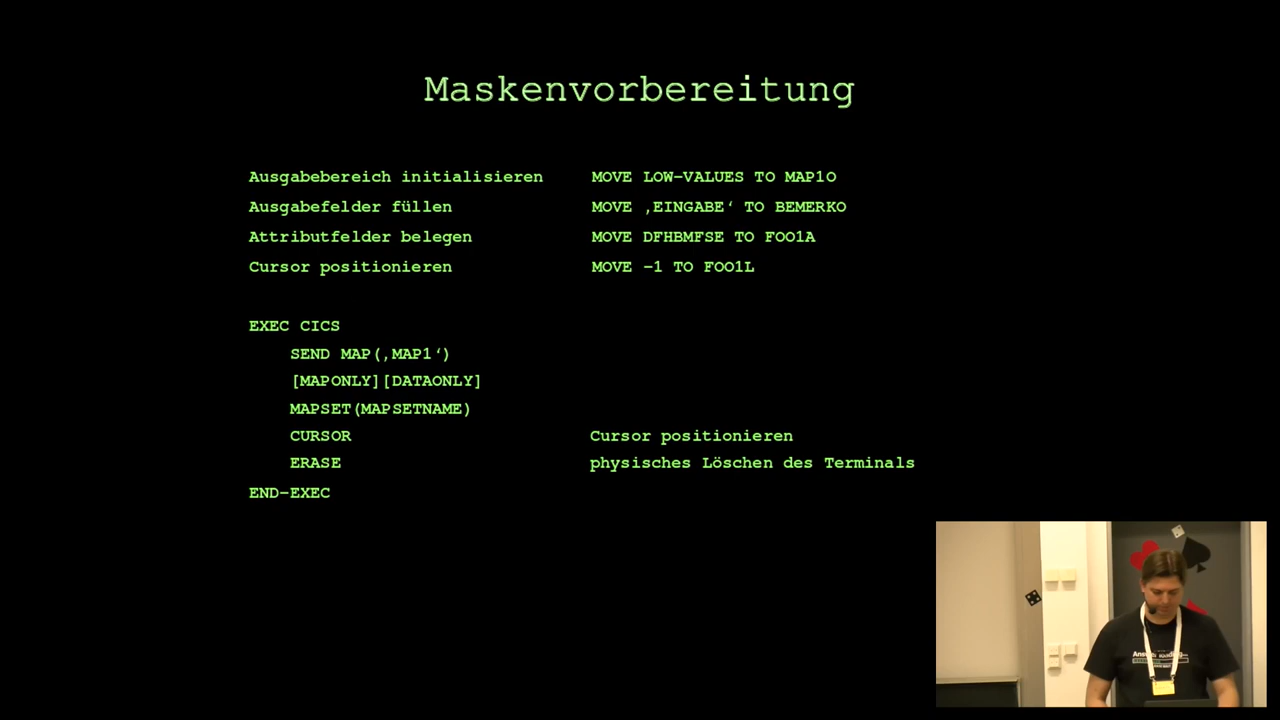 Maskenvorbereitung
Ausgabebereich initialisieren MOVE LOW-VALUES TO MAP1O
Ausgabefelder füllen MOVE ‚EINGABE‘ TO BEMERKO
Attributfelder belegen MOVE DFHBMFSE TO FOO1A
Cursor positionieren MOVE -1 TO FOO1L
EXEC CICS
SEND MAP(‚MAP1‘)
[MAPONLY][DATAONLY]
MAPSET(MAPSETNAME)
CURSOR Cursor positionieren
ERASE physisches Löschen des Terminals
END-EXEC